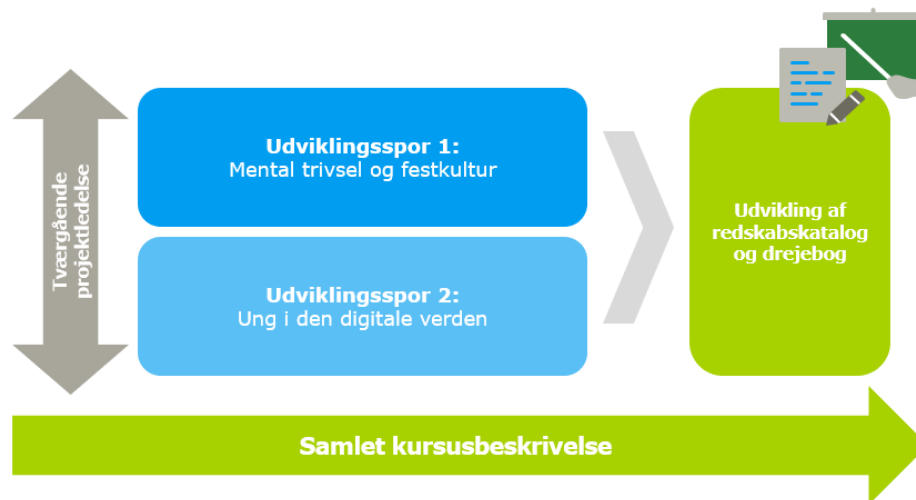 Tværgående
projektledelse
Udviklingsspor 1:
Mental trivsel og festkultur
Udviklingsspor 2:
Ung i den digitale verden
Udvikling af
redskabskatalog
og drejebog
Samlet kursusbeskrivelse